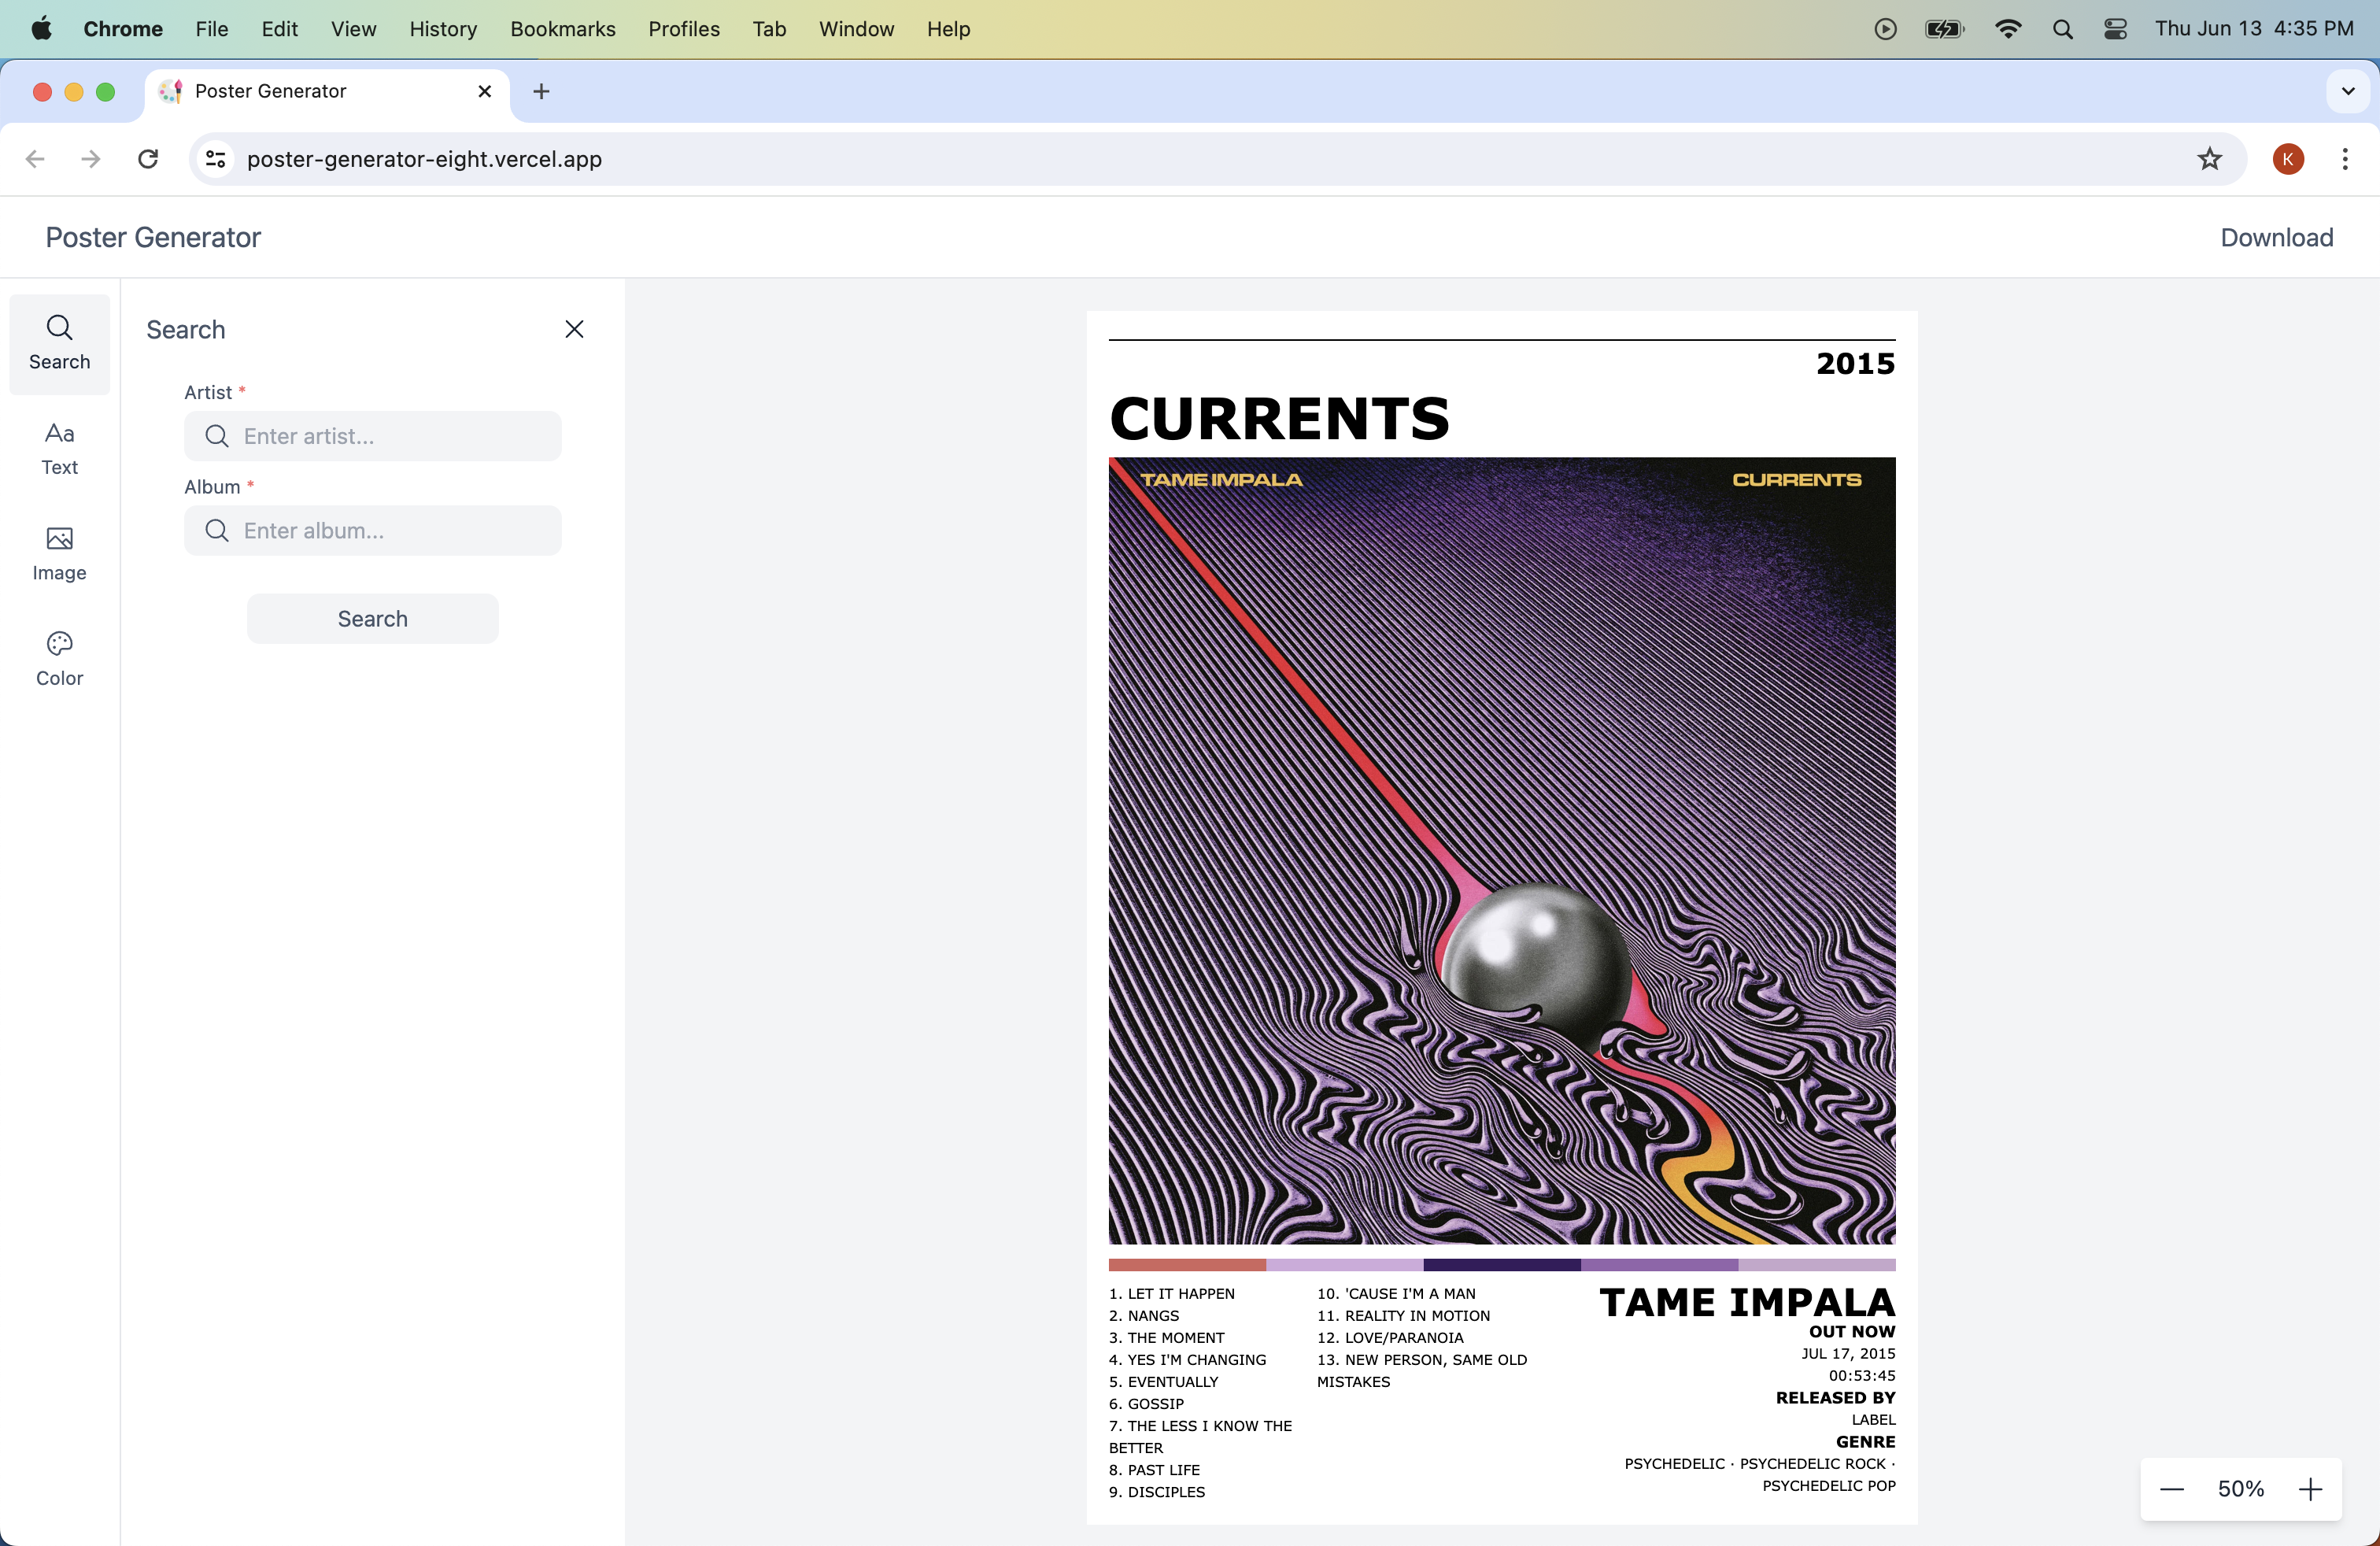 Chrome File Edit View History Bookmarks Profiles Tab Window Help Thu Jun 13 4:35 PM
Poster Generator
poster-generator-eight.vercel.app K
Poster Generator Download
Search
Text
Image
Color
Search
Artist *
Enter artist...
Album *
Enter album...
Search
2015
CURRENTS
TAME IMPALA CURRENTS
1. LET IT HAPPEN
2. NANGS
3. THE MOMENT
4. YES I'M CHANGING
5. EVENTUALLY
6. GOSSIP
7. THE LESS I KNOW THE
BETTER
8. PAST LIFE
9. DISCIPLES
10. 'CAUSE I'M A MAN
11. REALITY IN MOTION
12. LOVE/PARANOIA
13. NEW PERSON, SAME OLD
MISTAKES
TAME IMPALA
OUT NOW
JUL 17, 2015
00:53:45
RELEASED BY
LABEL
GENRE
PSYCHEDELIC · PSYCHEDELIC ROCK ·
PSYCHEDELIC POP
50%